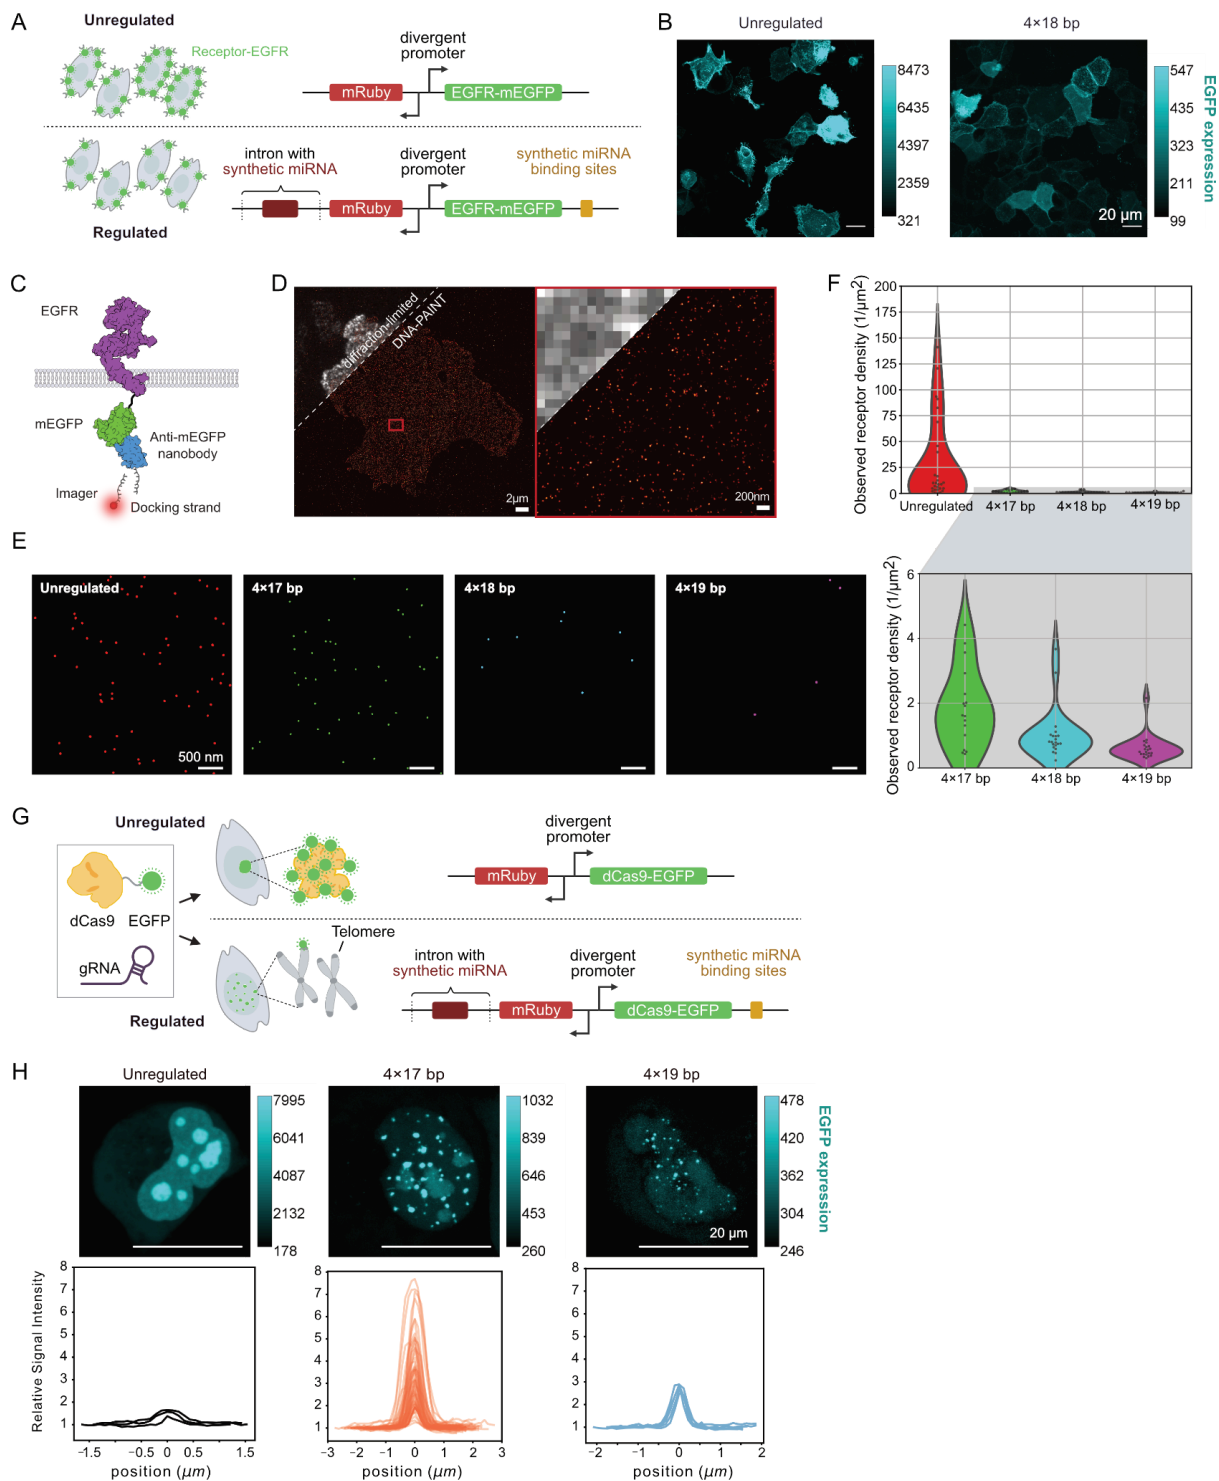 A
Unregulated
Receptor-EGFR
divergent
promoter
mRuby
EGFR-mEGFP
intron with
synthetic miRNA
divergent
promoter
synthetic miRNA
binding sites
mRuby
EGFR-mEGFP
Regulated
B
Unregulated
4×18 bp
8473
6435
4397
2359
321
547
435
323
211
99
20 µm
EGFP expression
C
EGFR
mEGFP
Anti-mEGFP
nanobody
Imager
Docking strand
D
diffraction-limited
DNA-PAINT
2µm
200nm
E
Unregulated
500 nm
4×17 bp
4×18 bp
4×19 bp
F
Observed receptor density (1/µm²)
200
175
150
125
100
75
50
25
0
Unregulated
4×17 bp
4×18 bp
4×19 bp
Observed receptor density (1/µm²)
6
4
2
0
4×17 bp
4×18 bp
4×19 bp
G
Unregulated
dCas9 EGFP
gRNA
divergent
promoter
mRuby
dCas9-EGFP
Telomere
Regulated
intron with
synthetic miRNA
divergent
promoter
synthetic miRNA
binding sites
mRuby
dCas9-EGFP
H
Unregulated
4×17 bp
4×19 bp
7995
6041
4087
2132
178
1032
839
646
453
260
20 µm
478
420
362
304
246
EGFP expression
Relative Signal Intensity
8
7
6
5
4
3
2
1
−1.5
−0.5
0
0.5
1.5
position (µm)
8
7
6
5
4
3
2
1
−3
−2
−1
0
1
2
3
position (µm)
8
7
6
5
4
3
2
1
−2
−1
0
1
2
position (µm)